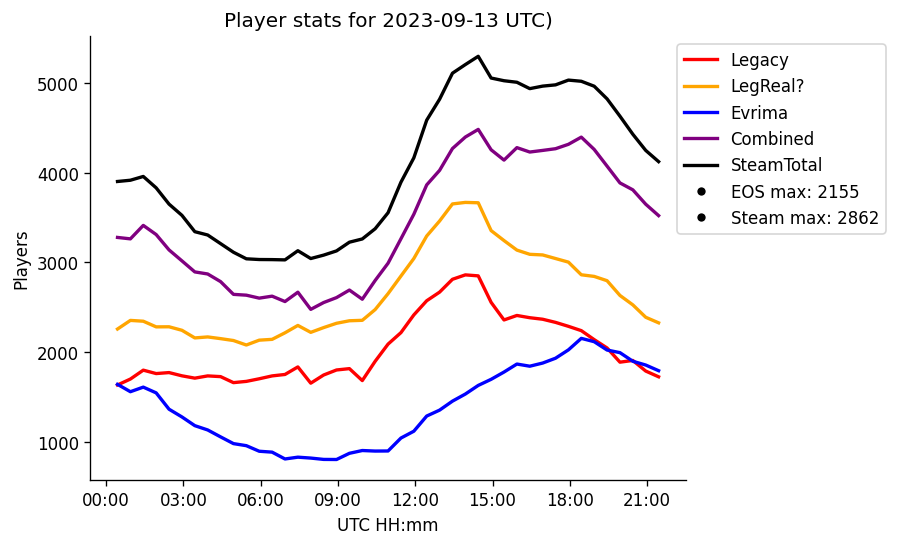 Player stats for 2023-09-13 UTC)
Legacy
LegReal?
Evrima
Combined
SteamTotal
EOS max: 2155
Steam max: 2862
Players
5000
4000
3000
2000
1000
00:00 03:00 06:00 09:00 12:00 15:00 18:00 21:00
UTC HH:mm